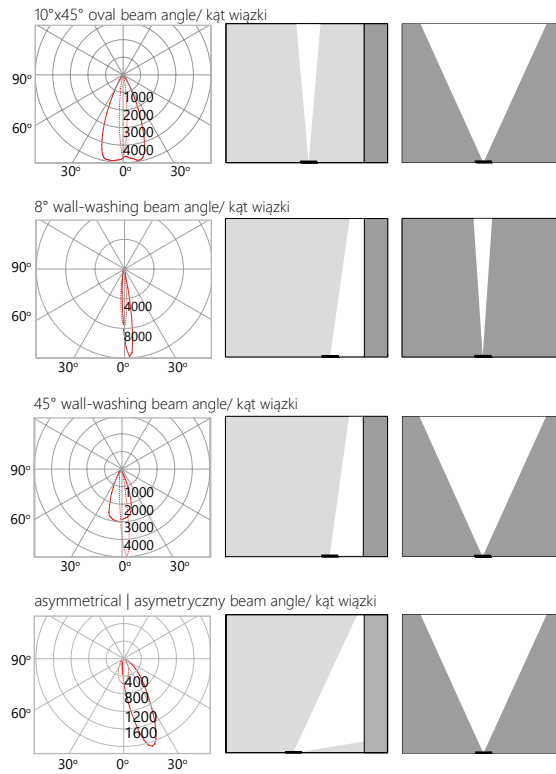 10°x45° oval beam angle/ kąt wiązki
1000
90°
2000
3000
60°
4000
30° 0° 30°
8° wall-washing beam angle/ kąt wiązki
90°
4000
60°
8000
30° 0° 30°
45° wall-washing beam angle/ kąt wiązki
90°
1000
2000
60°
3000
4000
30° 0° 30°
asymmetrical | asymetryczny beam angle/ kąt wiązki
90°
400
800
60°
1200
1600
30° 0° 30°